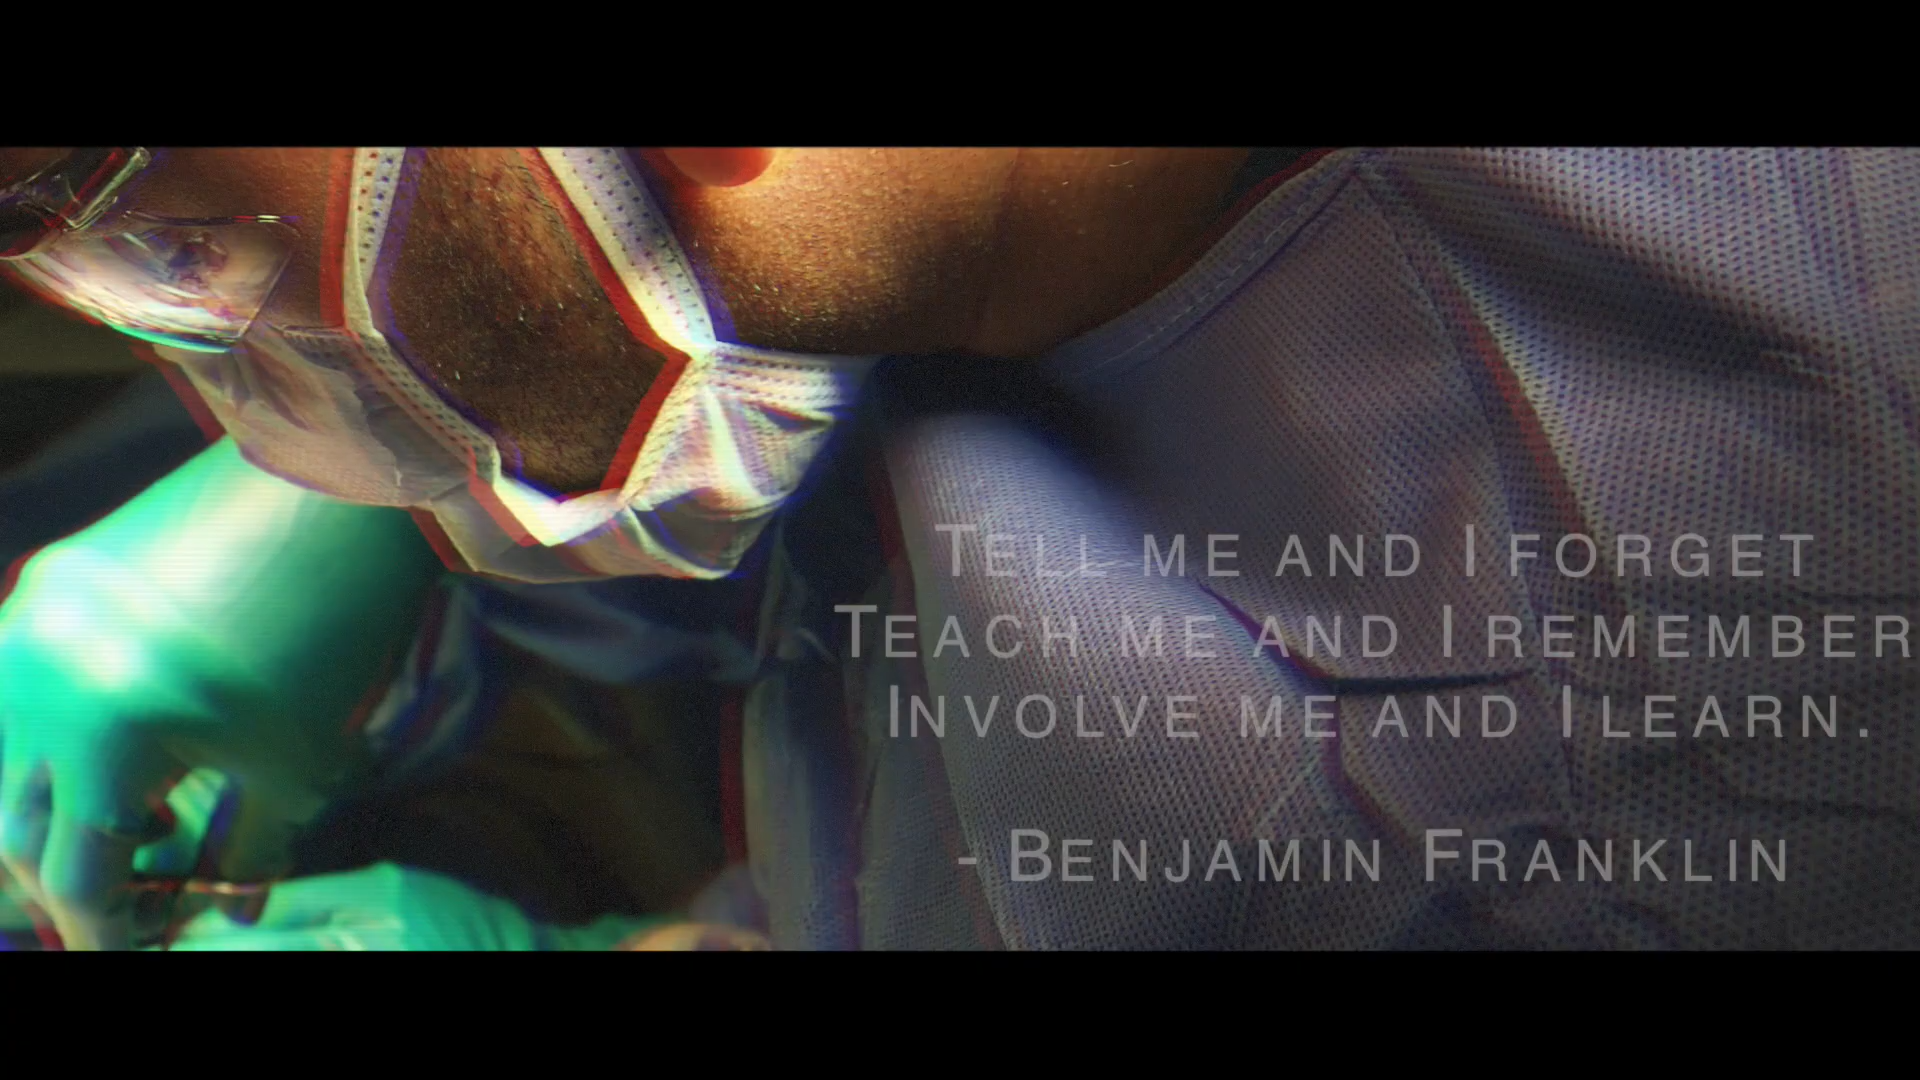 Tell me and I forget
Teach me and I remember
Involve me and I learn.
- Benjamin Franklin